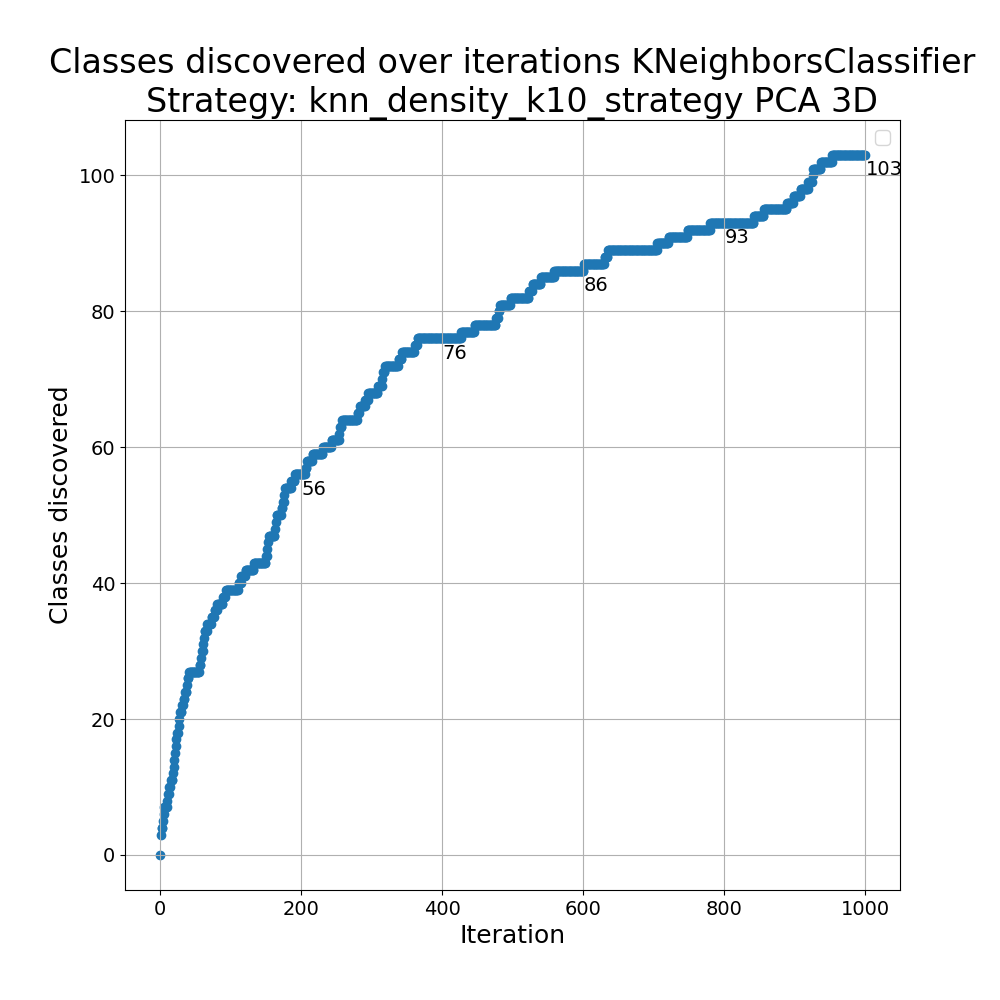 Classes discovered over iterations KNeighborsClassifier
Strategy: knn_density_k10_strategy PCA 3D
103
100
93
86
80
76
60
56
40
20
0
Classes discovered
0 200 400 600 800 1000
Iteration